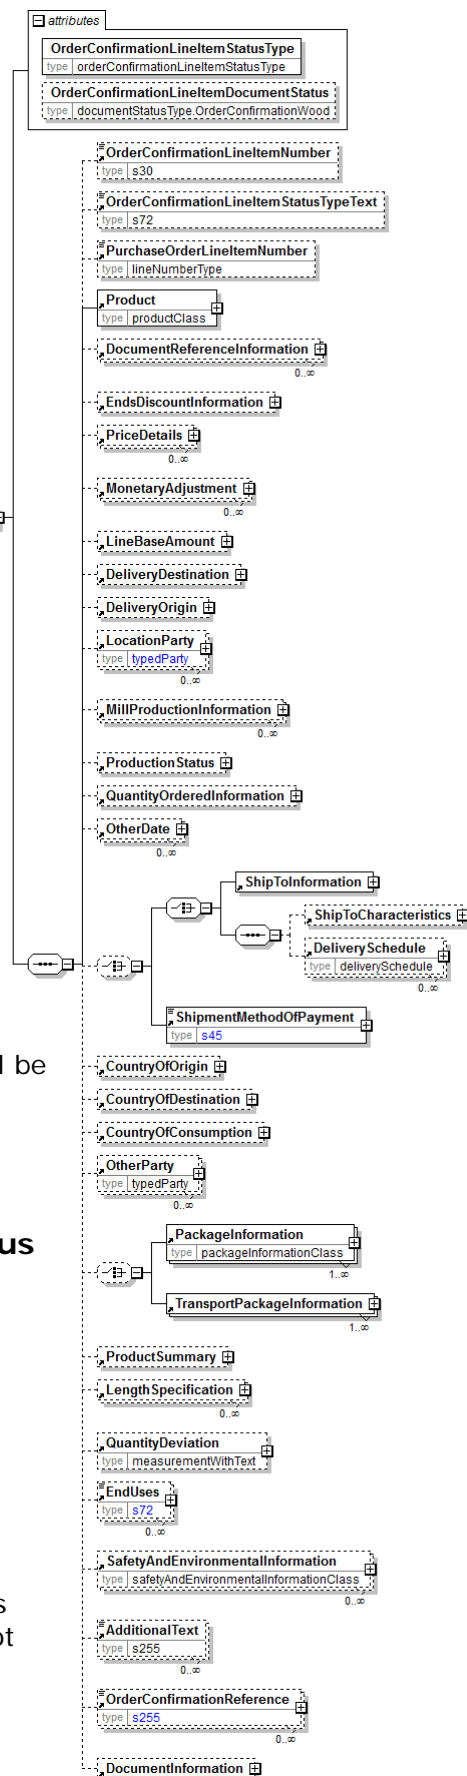 attributes
OrderConfirmationLineItemStatusType
type orderConfirmationLineItemStatusType
OrderConfirmationLineItemDocumentStatus
type documentStatusType.OrderConfirmationWood
OrderConfirmationLineItemNumber
type s30
OrderConfirmationLineItemStatusTypeText
type s72
PurchaseOrderLineItemNumber
type lineNumberType
Product
type productClass
DocumentReferenceInformation
0..∞
EndsDiscountInformation
PriceDetails
0..∞
MonetaryAdjustment
0..∞
LineBaseAmount
DeliveryDestination
DeliveryOrigin
LocationParty
type typedParty
0..∞
MillProductionInformation
0..∞
ProductionStatus
QuantityOrderedInformation
OtherDate
0..∞
ShipToInformation
ShipToCharacteristics
DeliverySchedule
type deliverySchedule
0..∞
ShipmentMethodOfPayment
type s45
be
CountryOfOrigin
CountryOfDestination
CountryOfConsumption
OtherParty
type typedParty
0..∞
us
PackageInformation
type packageInformationClass
1..∞
TransportPackageInformation
1..∞
ProductSummary
LengthSpecification
0..∞
QuantityDeviation
type measurementWithText
EndUses
type s72
0..∞
SafetyAndEnvironmentalInformation
type safetyAndEnvironmentalInformationClass
0..∞
s
AdditionalText
type s255
ot
0..∞
OrderConfirmationReference
type s255
0..∞
DocumentInformation